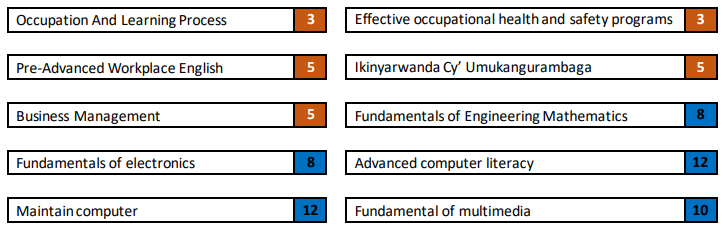 Occupation And Learning Process 3
Effective occupational health and safety programs 3
Pre-Advanced Workplace English 5
Ikinyarwanda Cy’ Umukangurambaga 5
Business Management 5
Fundamentals of Engineering Mathematics 8
Fundamentals of electronics 8
Advanced computer literacy 12
Maintain computer 12
Fundamental of multimedia 10